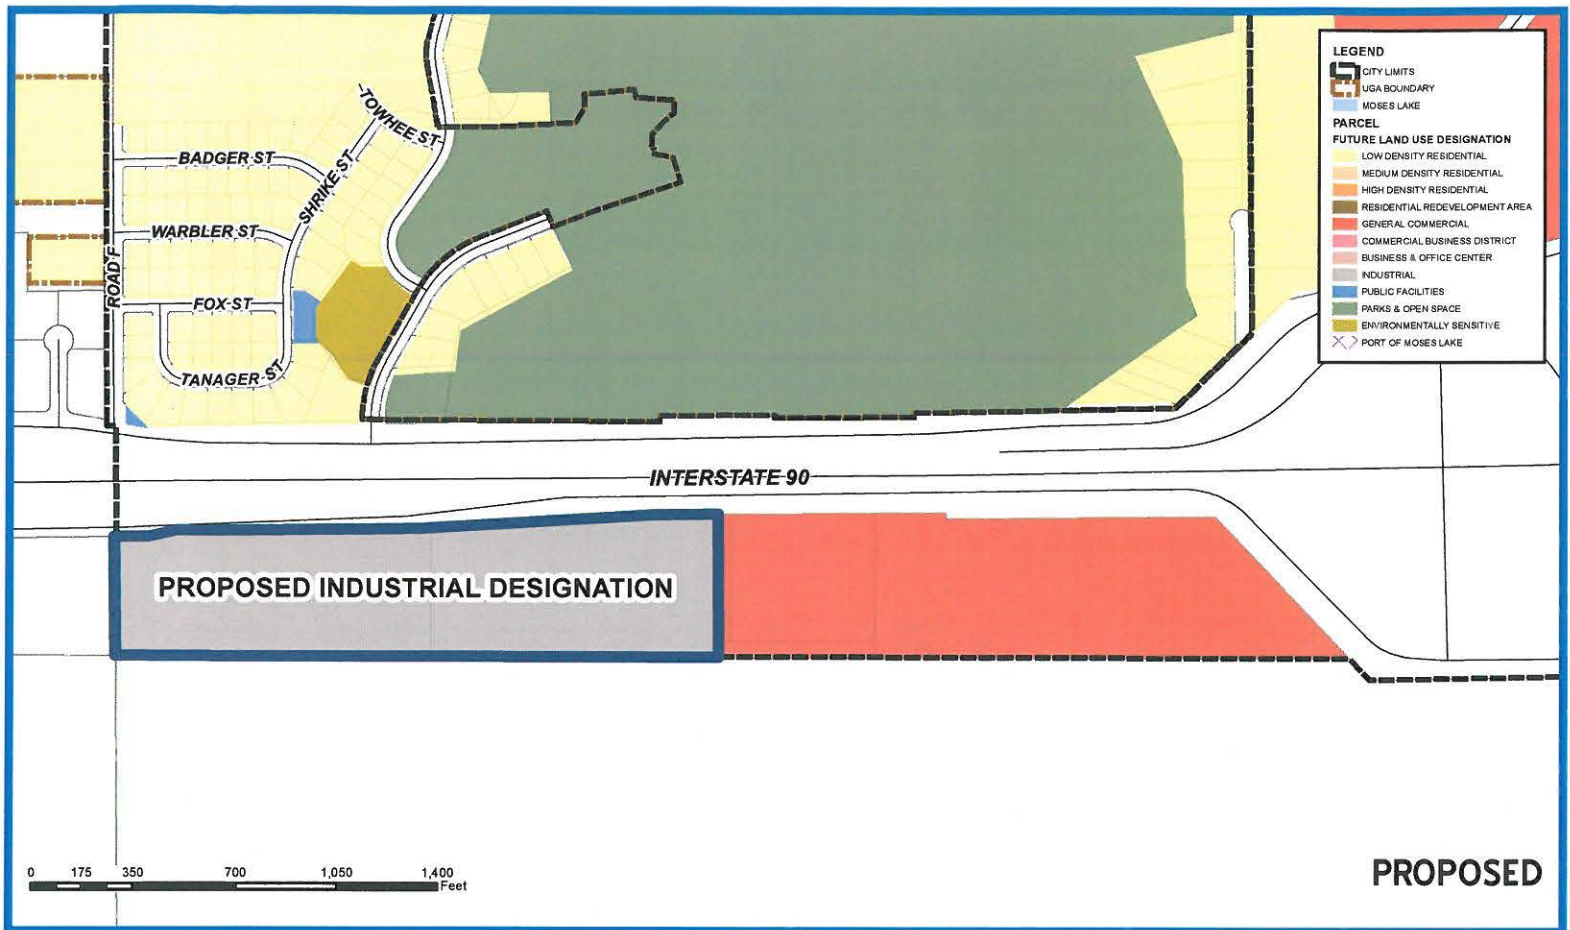 LEGEND
CITY LIMITS
UGA BOUNDARY
MOSES LAKE
PARCEL
FUTURE LAND USE DESIGNATION
LOW DENSITY RESIDENTIAL
MEDIUM DENSITY RESIDENTIAL
HIGH DENSITY RESIDENTIAL
RESIDENTIAL REDEVELOPMENT AREA
GENERAL COMMERCIAL
COMMERCIAL BUSINESS DISTRICT
BUSINESS & OFFICE CENTER
INDUSTRIAL
PUBLIC FACILITIES
PARKS & OPEN SPACE
ENVIRONMENTALLY SENSITIVE
PORT OF MOSES LAKE
TOWHEE ST
BADGER ST
SHRIKE ST
WARBLER ST
ROAD F
FOX ST
TANAGER ST
INTERSTATE 90
PROPOSED INDUSTRIAL DESIGNATION
0 175 350 700 1,050 1,400
Feet
PROPOSED